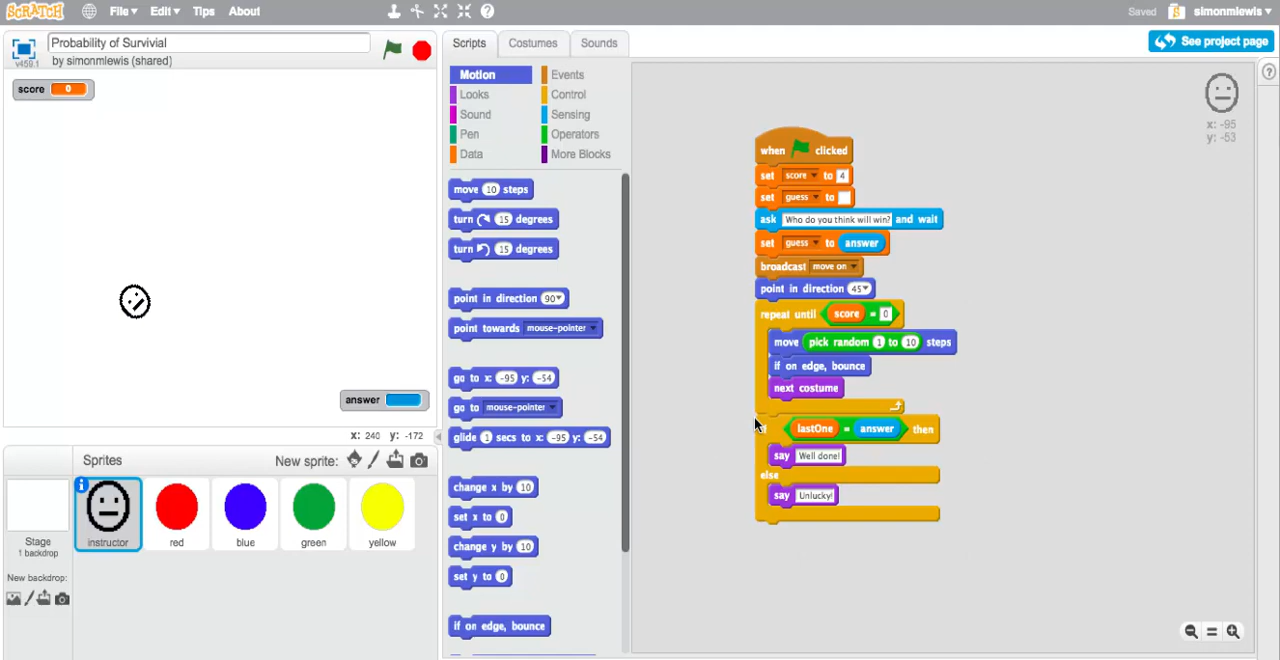 SCRATCH File Edit Tips About Saved simonmlewis
v459.1 Probability of Survivial
by simonmlewis (shared)
Scripts Costumes Sounds See project page
score 0
Motion Events
Looks Control
Sound Sensing
Pen Operators
Data More Blocks
x: -95
y: -53
move 10 steps
turn 15 degrees
turn 15 degrees
point in direction 90
point towards mouse-pointer
go to x: -95 y: -54
go to mouse-pointer
glide 1 secs to x: -95 y: -54
change x by 10
set x to 0
change y by 10
set y to 0
if on edge, bounce
when clicked
set score to 4
set guess to
ask Who do you think will win? and wait
set guess to answer
broadcast move on
point in direction 45
repeat until score = 0
move pick random 1 to 10 steps
if on edge, bounce
next costume
lastOne = answer then
say Well done!
else
say Unlucky!
answer
x: 240 y: -172
Sprites New sprite:
Stage
1 backdrop
New backdrop:
instructor red blue green yellow